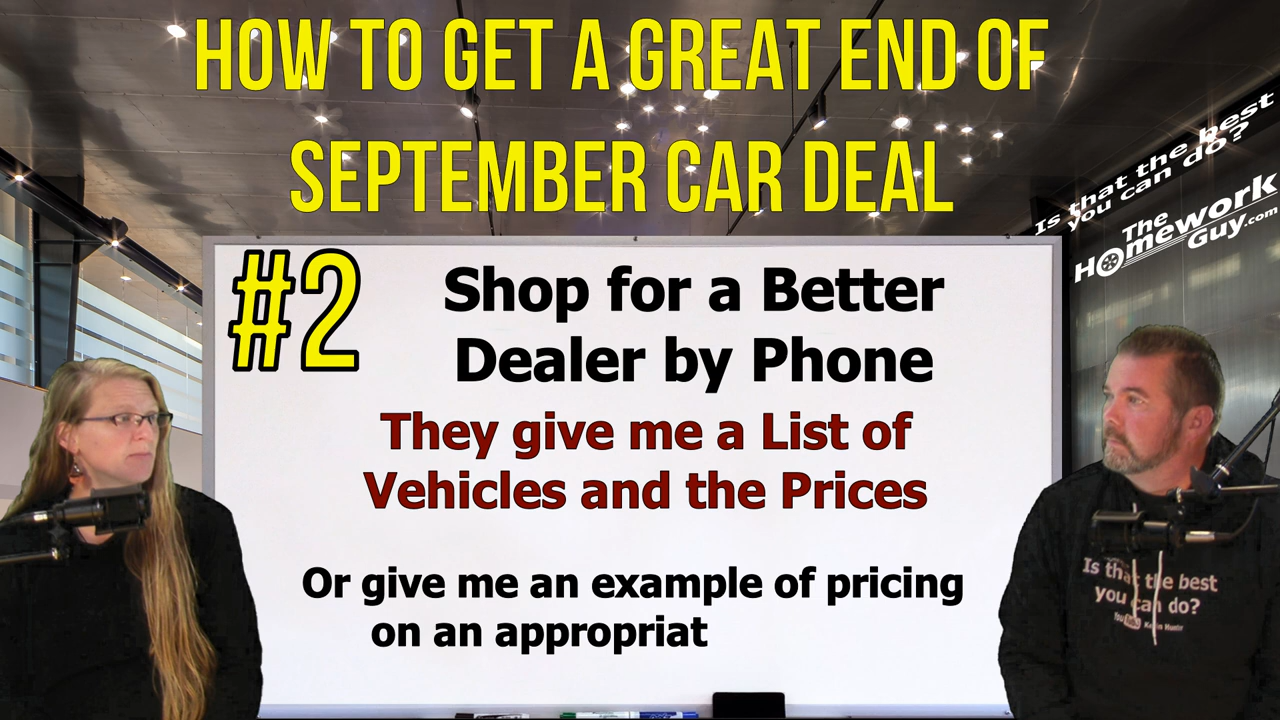 HOW TO GET A GREAT END OF
SEPTEMBER CAR DEAL
Is that the best
you can do?
The
Homework
Guy.com
#2
Shop for a Better
Dealer by Phone
They give me a List of
Vehicles and the Prices
Or give me an example of pricing
on an appropriat
Is that the best
you can do?